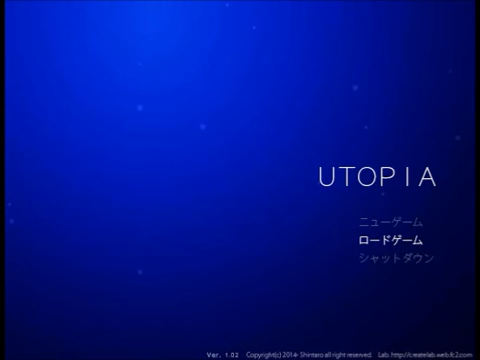 UTOPIA
ニューゲーム
ロードゲーム
シャットダウン
Ver. 1.02 Copyright(c) 2014- Shintaro all right reserved. Lab. http://createlab.web.fc2.com